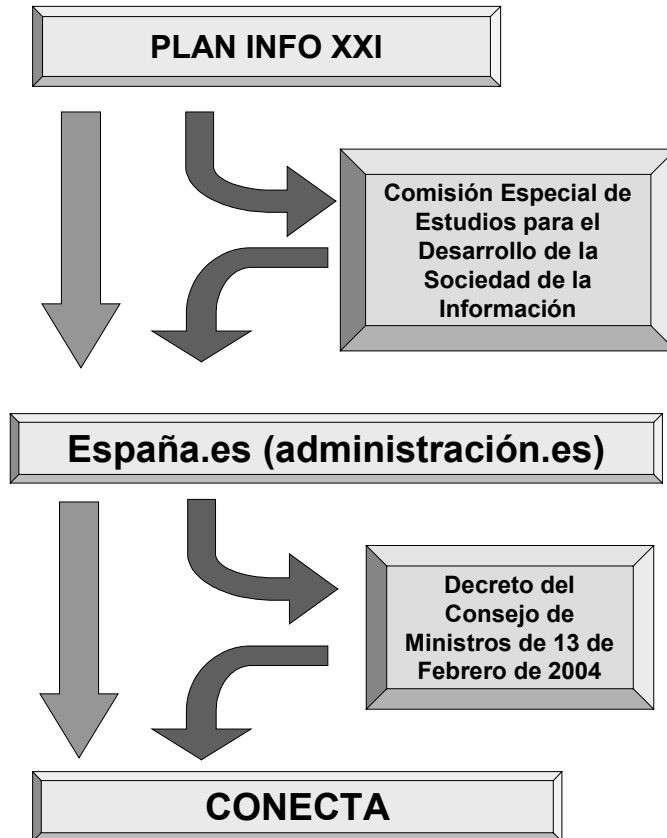 PLAN INFO XXI
Comisión Especial de
Estudios para el
Desarrollo de la
Sociedad de la
Información
España.es (administración.es)
Decreto del
Consejo de
Ministros de 13 de
Febrero de 2004
CONECTA